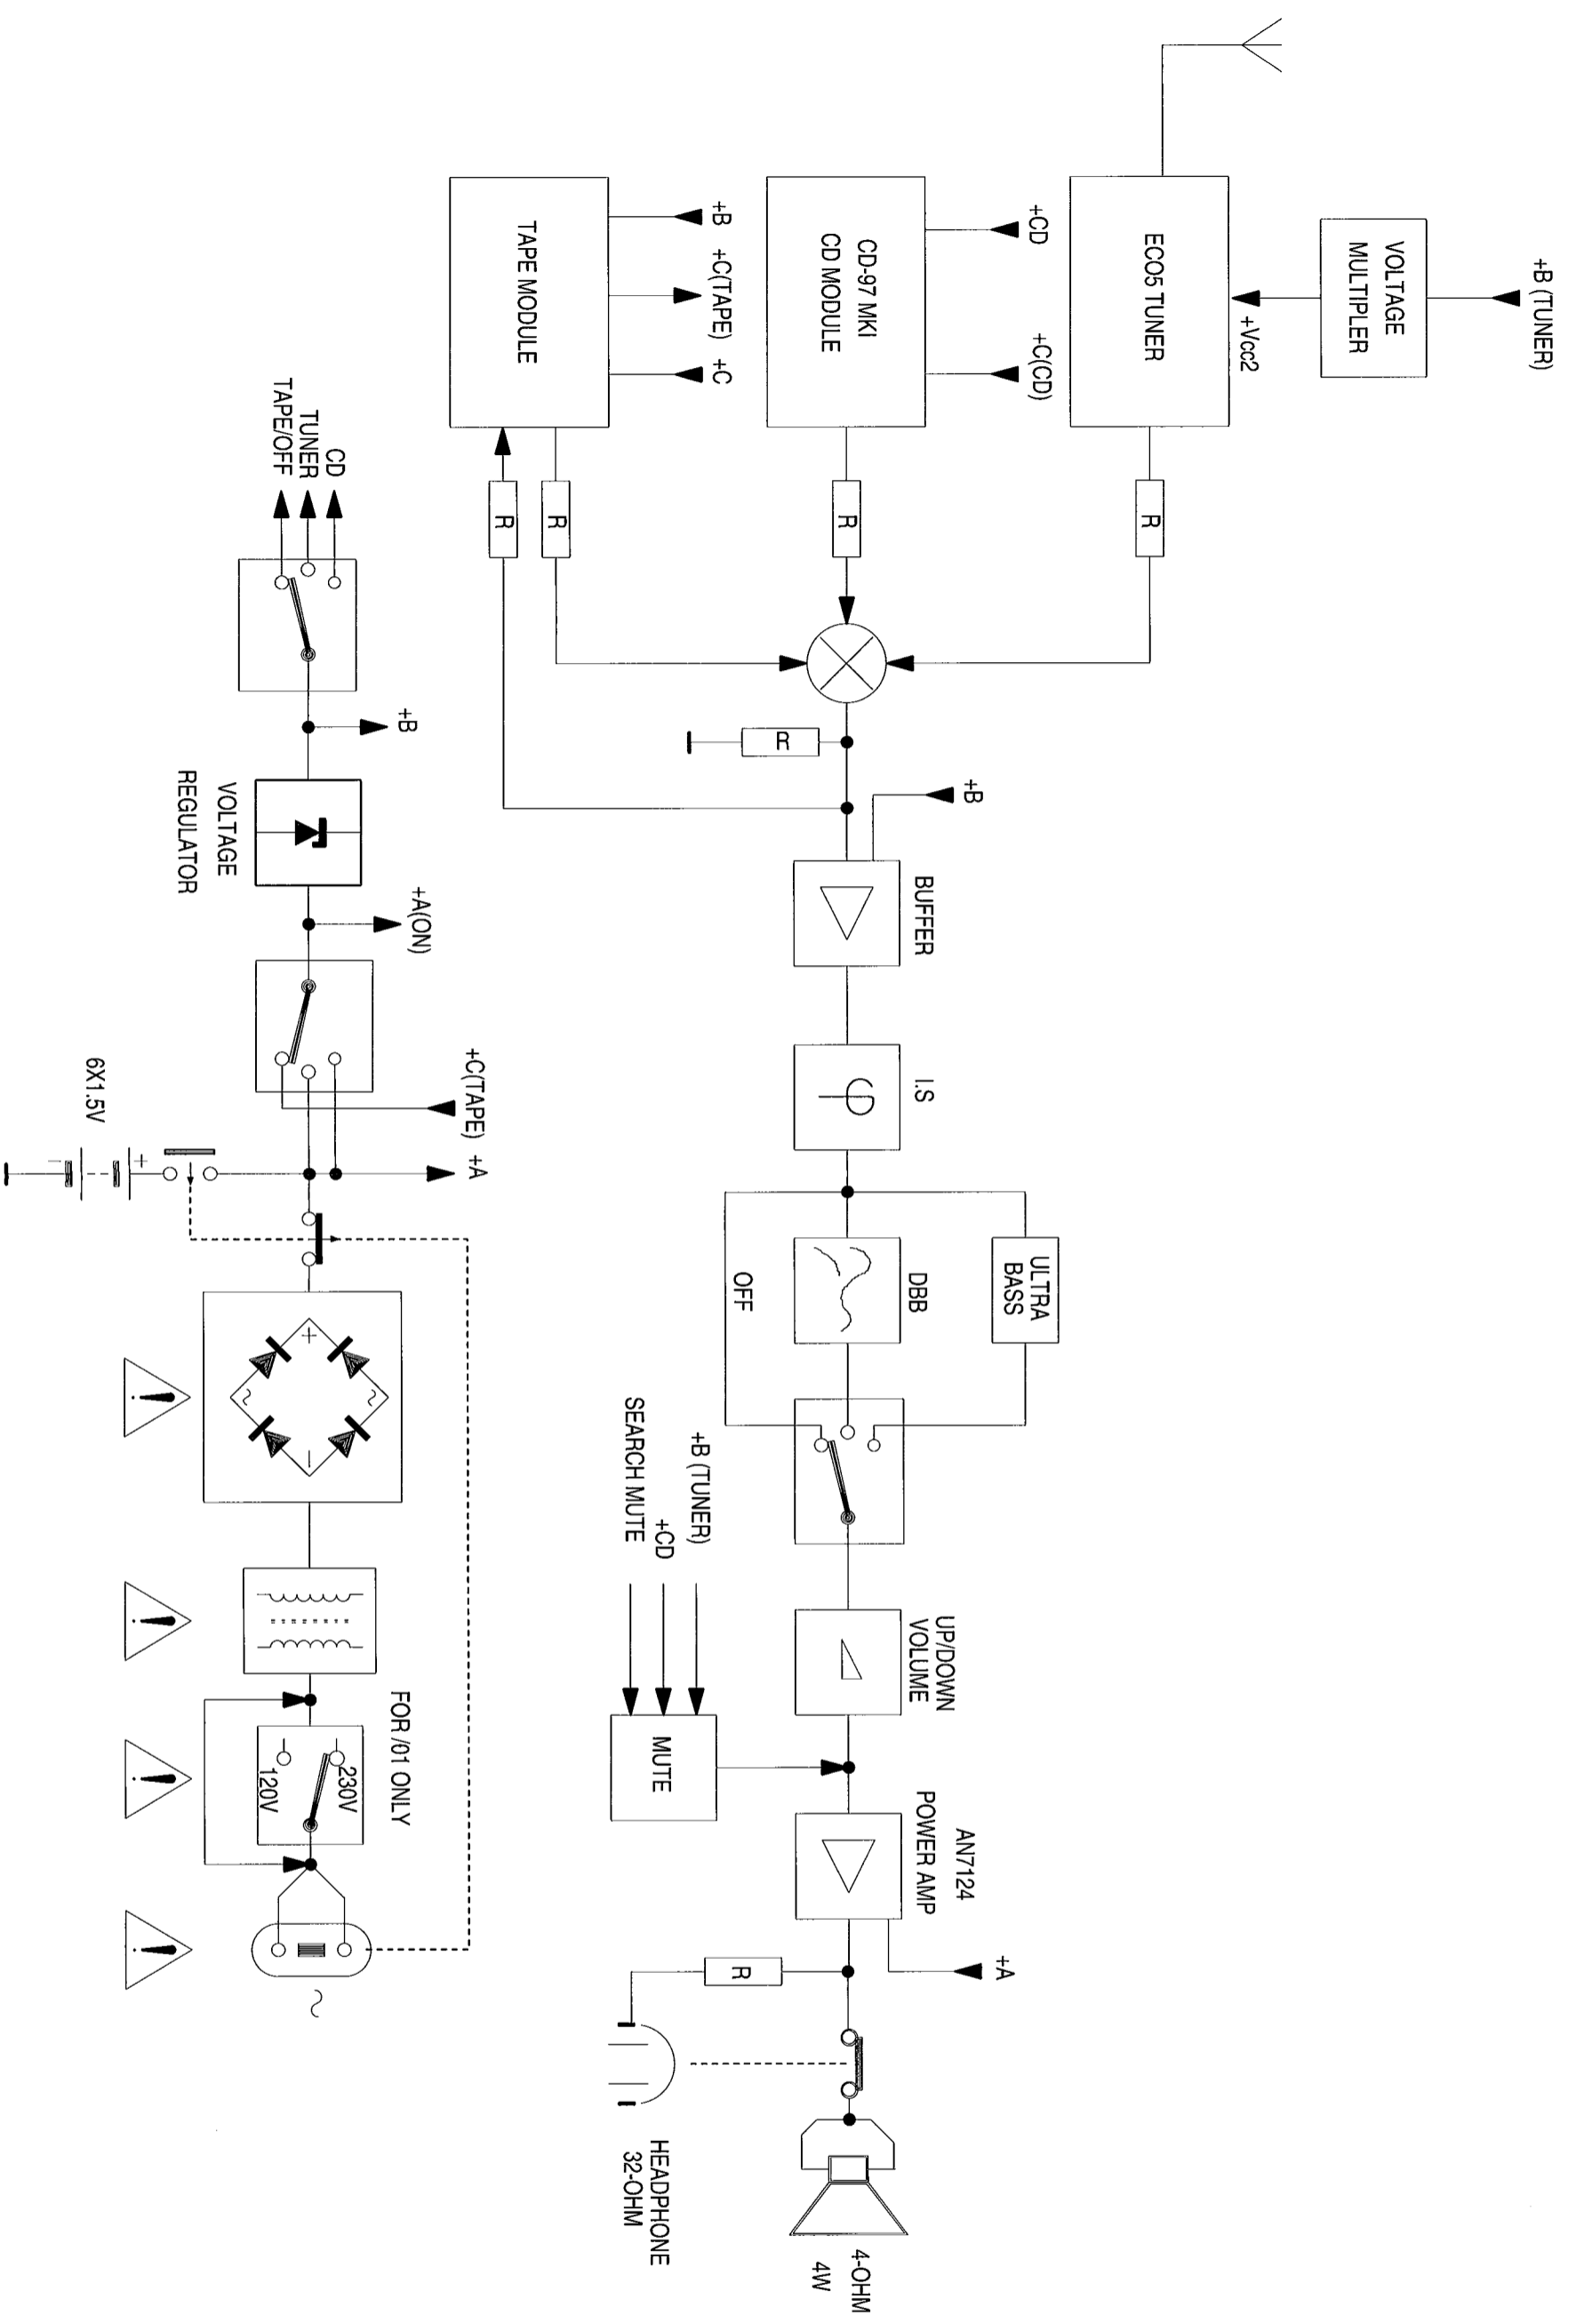 +B (TUNER)
VOLTAGE
MULTIPLER
+Vcc2
ECO5 TUNER
R
+CD
+C(CD)
CD-97 MKI
CD MODULE
R
+B
+C(TAPE)
+C
TAPE MODULE
R
R
R
+B
BUFFER
I.S
ULTRA
BASS
DBB
OFF
UP/DOWN
VOLUME
+B (TUNER)
+CD
SEARCH MUTE
MUTE
AN7124
POWER AMP
+A
R
HEADPHONE
32-OHM
4-OHM
4W
CD
TUNER
TAPE/OFF
+B
VOLTAGE
REGULATOR
+A(ON)
+C(TAPE)
+A
6X1.5V
+
-
+
~
~
-
FOR /01 ONLY
230V
120V
~
!
!
!
!